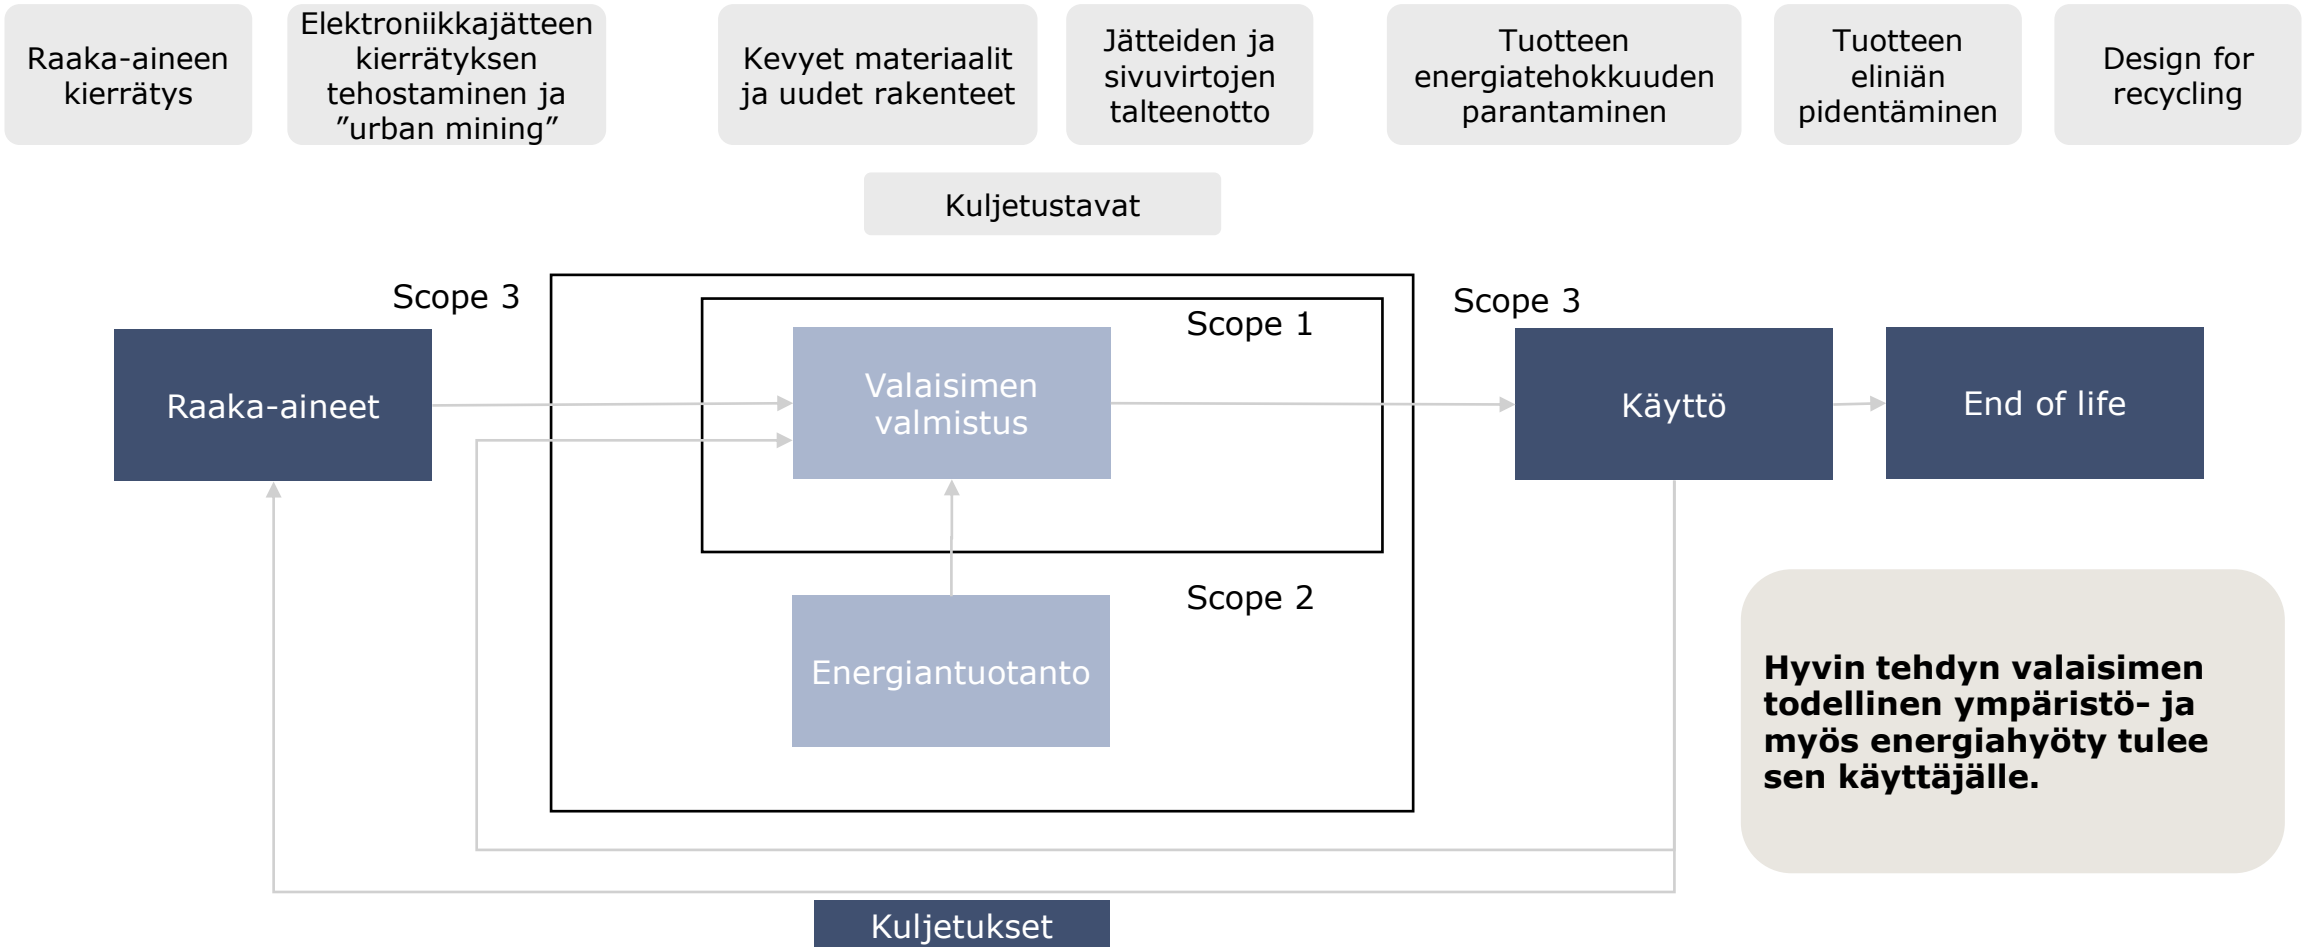 Raaka-aineen
kierrätys
Elektroniikkajätteen
kierrätyksen
tehostaminen ja
”urban mining”
Kevyet materiaalit
ja uudet rakenteet
Jätteiden ja
sivuvirtojen
talteenotto
Tuotteen
energiatehokkuuden
parantaminen
Tuotteen
eliniän
pidentäminen
Design for
recycling
Kuljetustavat
Scope 3
Scope 1
Scope 3
Raaka-aineet
Valaisimen
valmistus
Käyttö
End of life
Scope 2
Energiantuotanto
Hyvin tehdyn valaisimen
todellinen ympäristö- ja
myös energiahyöty tulee
sen käyttäjälle.
Kuljetukset